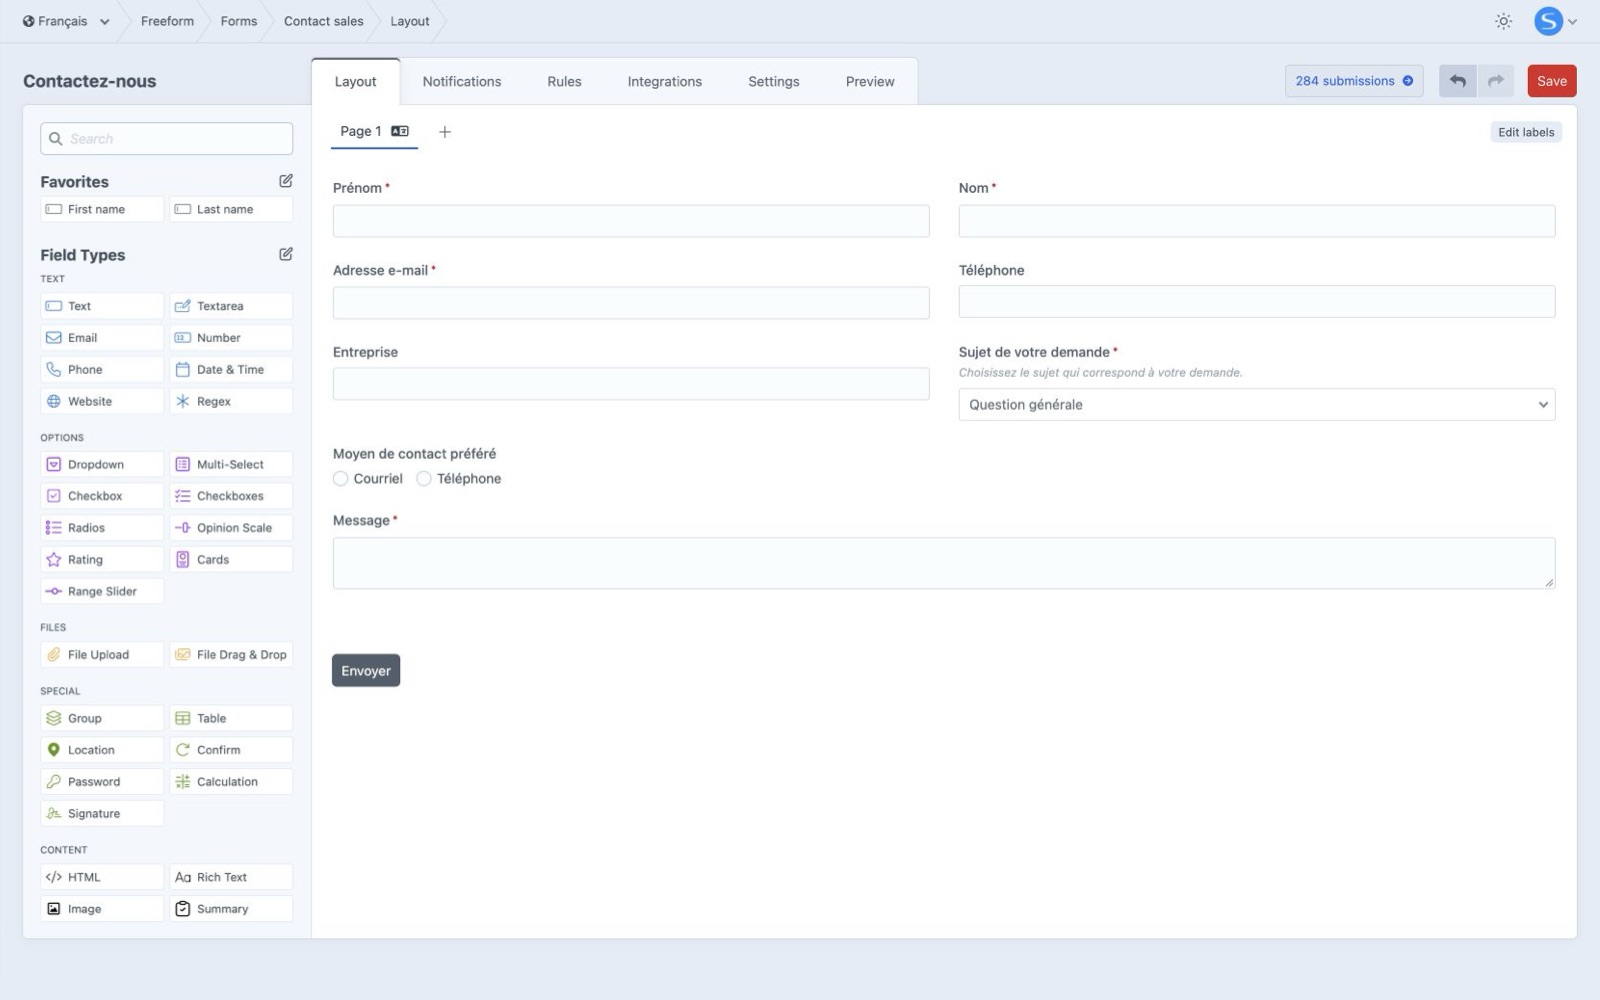 Français
Freeform
Forms
Contact sales
Layout
S
Contactez-nous
Layout
Notifications
Rules
Integrations
Settings
Preview
284 submissions
Save
Search
Favorites
First name
Last name
Field Types
TEXT
Text
Textarea
Email
Number
Phone
Date & Time
Website
Regex
OPTIONS
Dropdown
Multi-Select
Checkbox
Checkboxes
Radios
Opinion Scale
Rating
Cards
Range Slider
FILES
File Upload
File Drag & Drop
SPECIAL
Group
Table
Location
Confirm
Password
Calculation
Signature
CONTENT
HTML
Rich Text
Image
Summary
Page 1
Edit labels
Prénom *
Nom *
Adresse e-mail *
Téléphone
Entreprise
Sujet de votre demande *
Choisissez le sujet qui correspond à votre demande.
Question générale
Moyen de contact préféré
Courriel
Téléphone
Message *
Envoyer